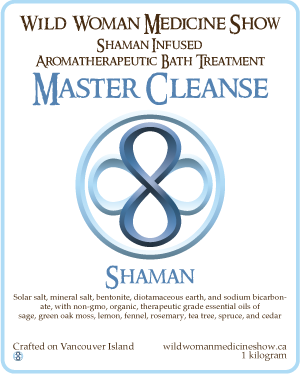 Wild Woman Medicine Show
Shaman Infused
Aromatherapeutic Bath Treatment
Master Cleanse
Shaman
Solar salt, mineral salt, bentonite, diotamaceous earth, and sodium bicarbon-
ate, with non-gmo, organic, therapeutic grade essential oils of
sage, green oak moss, lemon, fennel, rosemary, tea tree, spruce, and cedar
Crafted on Vancouver Island
wildwomanmedicineshow.ca
1 kilogram